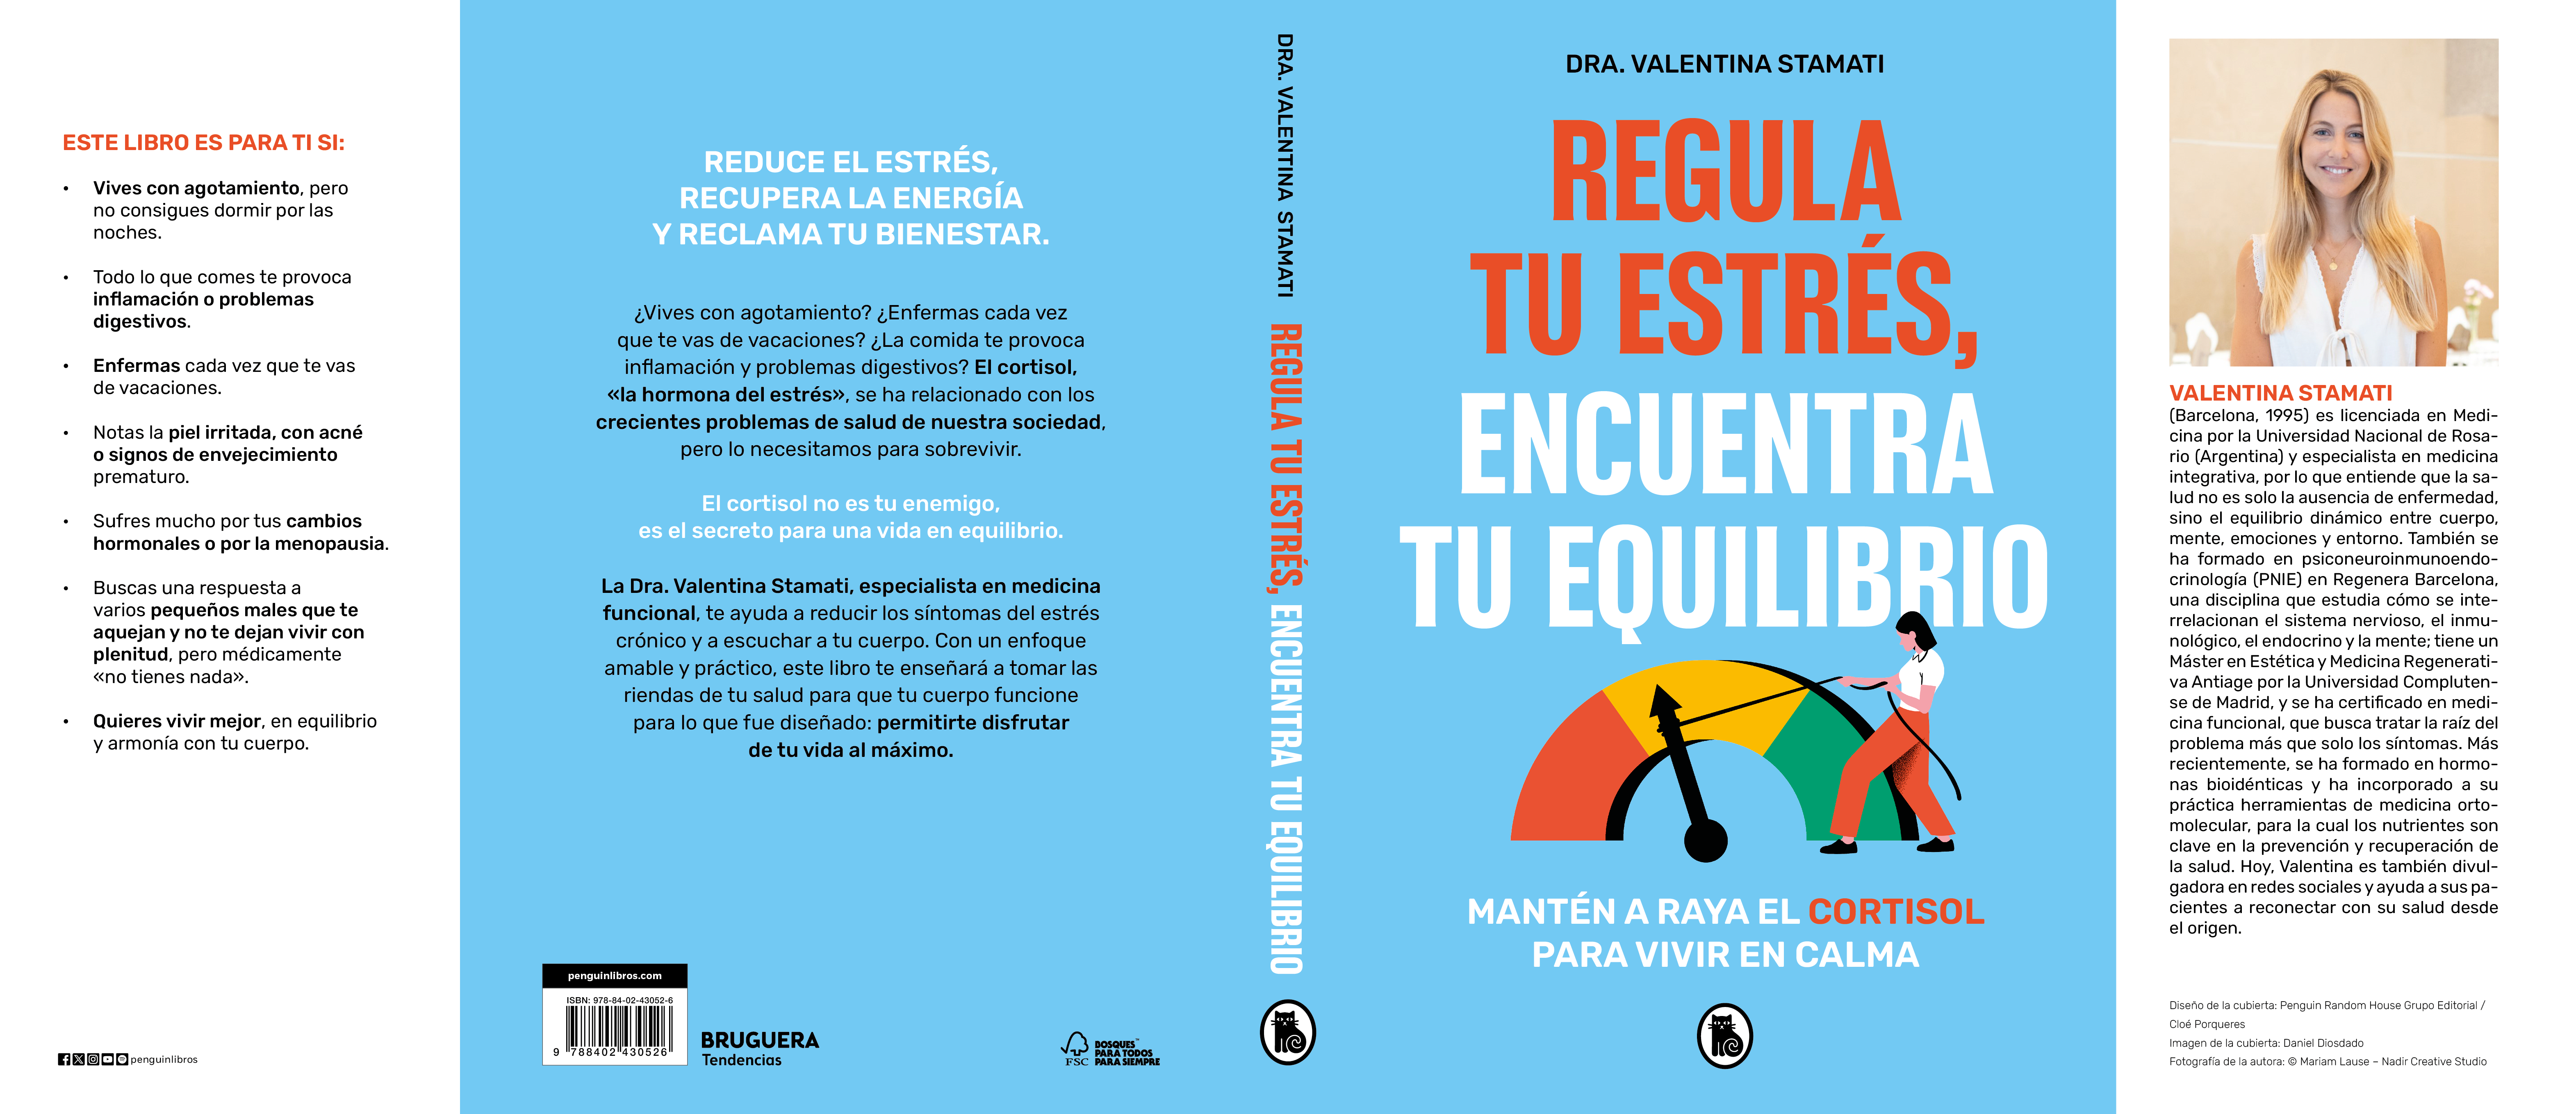 ESTE LIBRO ES PARA TI SI:
• Vives con agotamiento, pero
no consigues dormir por las
noches.
• Todo lo que comes te provoca
inflamación o problemas
digestivos.
• Enfermas cada vez que te vas
de vacaciones.
• Notas la piel irritada, con acné
o signos de envejecimiento
prematuro.
• Sufres mucho por tus cambios
hormonales o por la menopausia.
• Buscas una respuesta a
varios pequeños males que te
aquejan y no te dejan vivir con
plenitud, pero médicamente
«no tienes nada».
• Quieres vivir mejor, en equilibrio
y armonía con tu cuerpo.
penguinlibros
REDUCE EL ESTRÉS,
RECUPERA LA ENERGÍA
Y RECLAMA TU BIENESTAR.
¿Vives con agotamiento? ¿Enfermas cada vez
que te vas de vacaciones? ¿La comida te provoca
inflamación y problemas digestivos? El cortisol,
«la hormona del estrés», se ha relacionado con los
crecientes problemas de salud de nuestra sociedad,
pero lo necesitamos para sobrevivir.
El cortisol no es tu enemigo,
es el secreto para una vida en equilibrio.
La Dra. Valentina Stamati, especialista en medicina
funcional, te ayuda a reducir los síntomas del estrés
crónico y a escuchar a tu cuerpo. Con un enfoque
amable y práctico, este libro te enseñará a tomar las
riendas de tu salud para que tu cuerpo funcione
para lo que fue diseñado: permitirte disfrutar
de tu vida al máximo.
penguinlibros.com
ISBN: 978-84-02-43052-6
9 788402 430526
BRUGUERA
Tendencias
FSC
BOSQUES™
PARA TODOS
PARA SIEMPRE
DRA. VALENTINA STAMATI REGULA TU ESTRÉS, ENCUENTRA TU EQUILIBRIO
DRA. VALENTINA STAMATI
REGULA
TU ESTRÉS,
ENCUENTRA
TU EQUILIBRIO
MANTÉN A RAYA EL CORTISOL
PARA VIVIR EN CALMA
VALENTINA STAMATI
(Barcelona, 1995) es licenciada en Medi-
cina por la Universidad Nacional de Rosa-
rio (Argentina) y especialista en medicina
integrativa, por lo que entiende que la sa-
lud no es solo la ausencia de enfermedad,
sino el equilibrio dinámico entre cuerpo,
mente, emociones y entorno. También se
ha formado en psiconeuroinmunoendo-
crinología (PNIE) en Regenera Barcelona,
una disciplina que estudia cómo se inte-
rrelacionan el sistema nervioso, el inmu-
nológico, el endocrino y la mente; tiene un
Máster en Estética y Medicina Regenerati-
va Antiage por la Universidad Complu­ten-
se de Madrid, y se ha certificado en medi-
cina funcional, que busca tratar la raíz del
problema más que solo los síntomas. Más
recientemente, se ha formado en hormo-
nas bioidénticas y ha incorporado a su
práctica herramientas de medicina orto-
molecular, para la cual los nutrientes son
clave en la prevención y recuperación de
la salud. Hoy, Valentina es también divul-
gadora en redes sociales y ayuda a sus pa-
cientes a reconectar con su salud desde
el origen.
Diseño de la cubierta: Penguin Random House Grupo Editorial /
Cloé Porqueres
Imagen de la cubierta: Daniel Diosdado
Fotografía de la autora: © Mariam Lause – Nadir Creative Studio